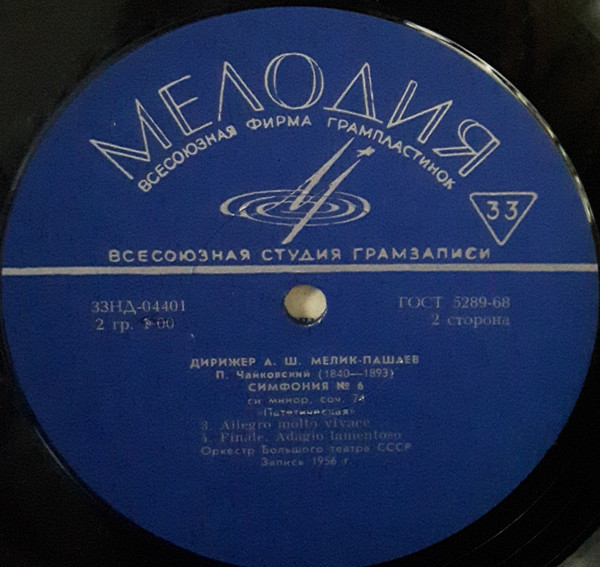 МЕЛОДИЯ
ВСЕСОЮЗНАЯ ФИРМА ГРАМПЛАСТИНОК
33
ВСЕСОЮЗНАЯ СТУДИЯ ГРАМЗАПИСИ
33НД-04401
ГОСТ 5289-68
2 гр. 1-00
2 сторона
ДИРИЖЕР А. Ш. МЕЛИК-ПАШАЕВ
П. Чайковский (1840—1893)
СИМФОНИЯ № 6
си минор, соч. 74
«Патетическая»
3. Allegro molto vivace
4. Finale. Adagio lamentoso
Оркестр Большого театра СССР
Запись 1956 г.